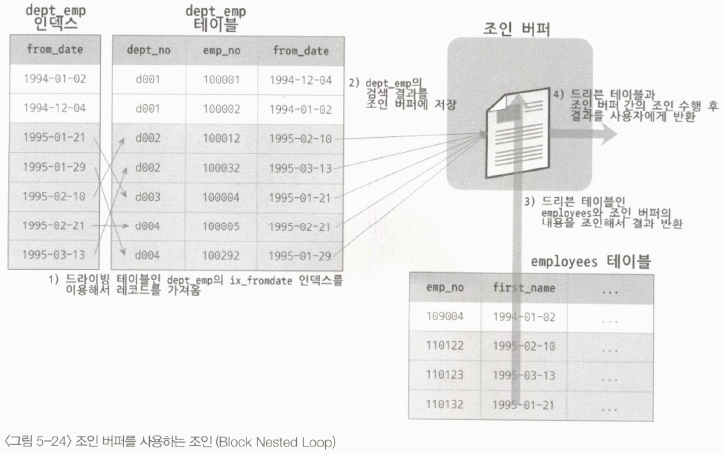 dept_emp
인덱스
from_date
1994-01-02
1994-12-04
1995-01-21
1995-01-29
1995-02-10
1995-02-21
1995-03-13
dept_emp
테이블
dept_no emp_no from_date
d001 100001 1994-12-04
d001 100002 1994-01-02
d002 100012 1995-02-10
d002 100032 1995-03-13
d003 100004 1995-01-21
d004 100005 1995-02-21
d004 100292 1995-01-29
1) 드라이빙 테이블인 dept_emp의 ix_fromdate 인덱스를
이용해서 레코드를 가져옴
2) dept_emp의
검색 결과를
조인 버퍼에 저장
조인 버퍼
4) 드리븐 테이블과
조인 버퍼 간의 조인 수행 후
결과를 사용자에게 반환
3) 드리븐 테이블인
employees와 조인 버퍼의
내용을 조인해서 결과 반환
employees 테이블
emp_no first_name ...
109004 1994-01-02 ...
110122 1995-02-10 ...
110123 1995-03-13 ...
110132 1995-01-21 ...
〈그림 5-24〉 조인 버퍼를 사용하는 조인 (Block Nested Loop)